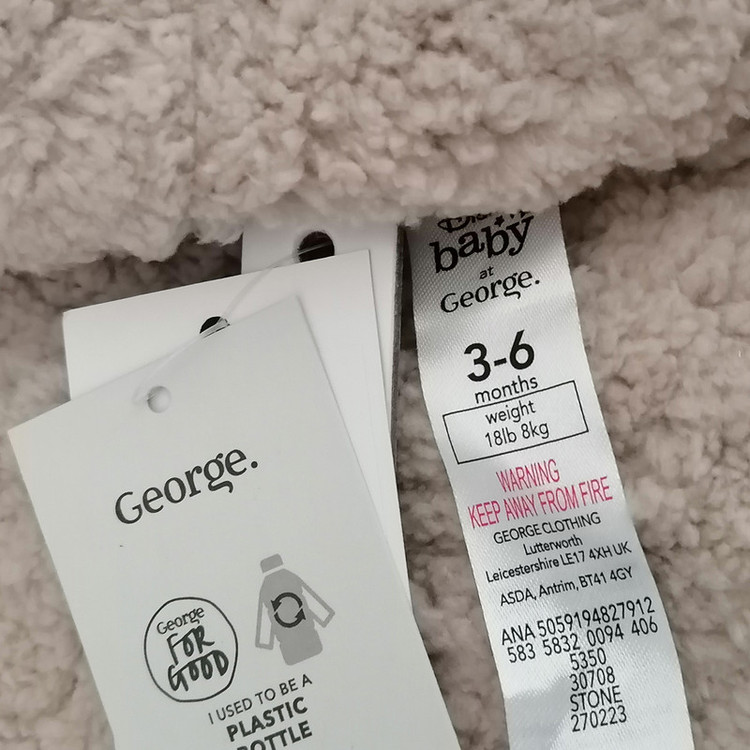 George.
George
FOR
GOOD
I USED TO BE A
PLASTIC
BOTTLE
baby
at
George.
3-6
months
weight
18lb 8kg
WARNING
KEEP AWAY FROM FIRE
GEORGE CLOTHING
Lutterworth
Leicestershire LE17 4XH UK
ASDA, Antrim, BT41 4GY
ANA 5059194827912
583 5832 0094 406
5350
30708
STONE
270223